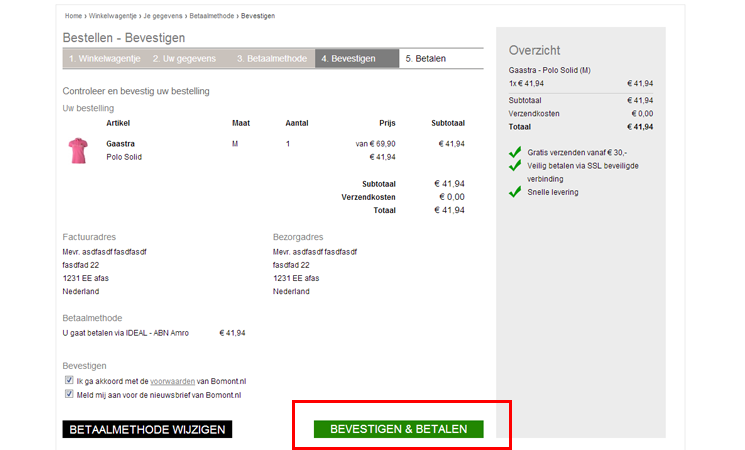 Home › Winkelwagentje › Je gegevens › Betaalmethode › Bevestigen
Bestellen - Bevestigen
1. Winkelwagentje 2. Uw gegevens 3. Betaalmethode 4. Bevestigen 5. Betalen
Controleer en bevestig uw bestelling
Uw bestelling
Artikel Maat Aantal Prijs Subtotaal
Gaastra M 1 van € 69,90 € 41,94
Polo Solid € 41,94
Subtotaal € 41,94
Verzendkosten € 0,00
Totaal € 41,94
Factuuradres
Mevr. asdfasdf fasdfasdf
fasdfad 22
1231 EE afas
Nederland
Bezorgadres
Mevr. asdfasdf fasdfasdf
fasdfad 22
1231 EE afas
Nederland
Betaalmethode
U gaat betalen via IDEAL - ABN Amro € 41,94
Bevestigen
Ik ga akkoord met de voorwaarden van Bomont.nl
Meld mij aan voor de nieuwsbrief van Bomont.nl
BETAALMETHODE WIJZIGEN
BEVESTIGEN & BETALEN
Overzicht
Gaastra - Polo Solid (M)
1x € 41,94 € 41,94
Subtotaal € 41,94
Verzendkosten € 0,00
Totaal € 41,94
Gratis verzenden vanaf € 30,-
Veilig betalen via SSL beveiligde
verbinding
Snelle levering